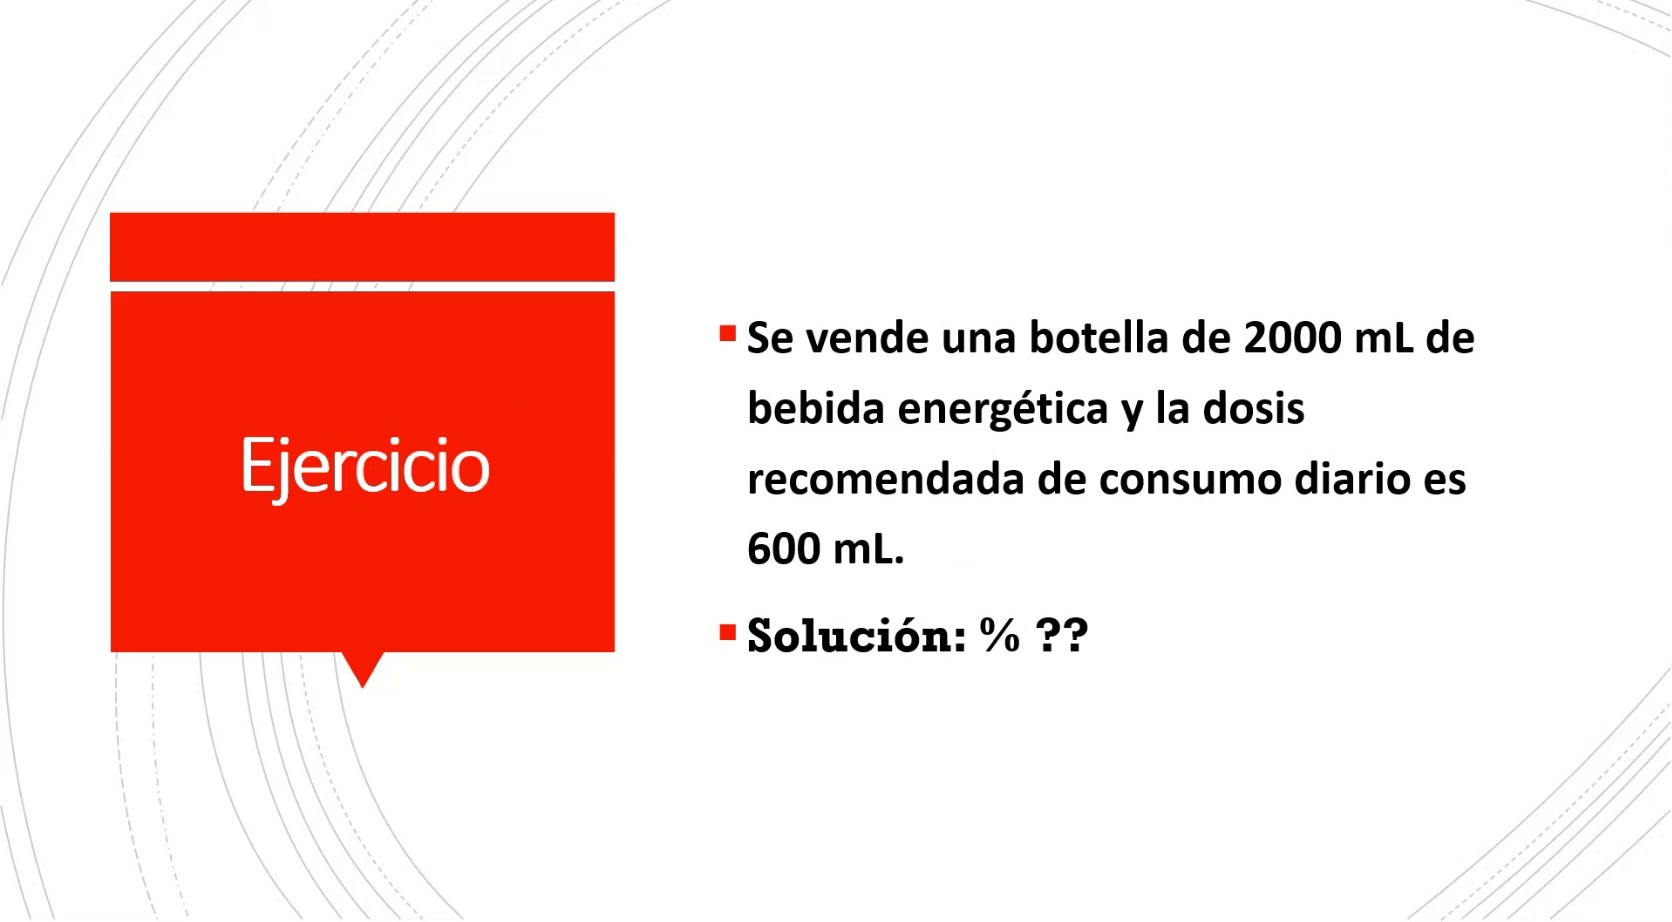 Ejercicio
Se vende una botella de 2000 mL de
bebida energética y la dosis
recomendada de consumo diario es
600 mL.
Solución: % ??